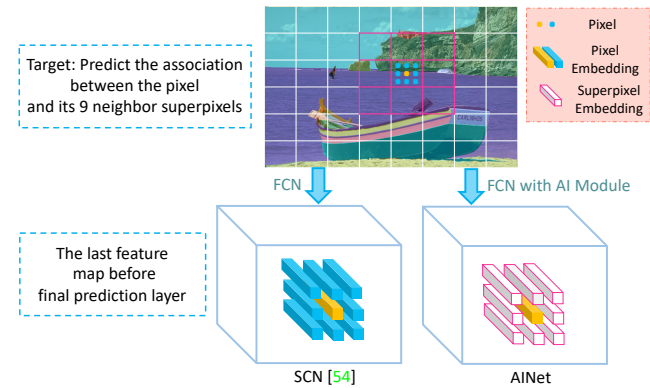 Target: Predict the association
between the pixel
and its 9 neighbor superpixels
Pixel
Pixel
Embedding
Superpixel
Embedding
FCN
FCN with AI Module
The last feature
map before
final prediction layer
SCN [54]
AINet